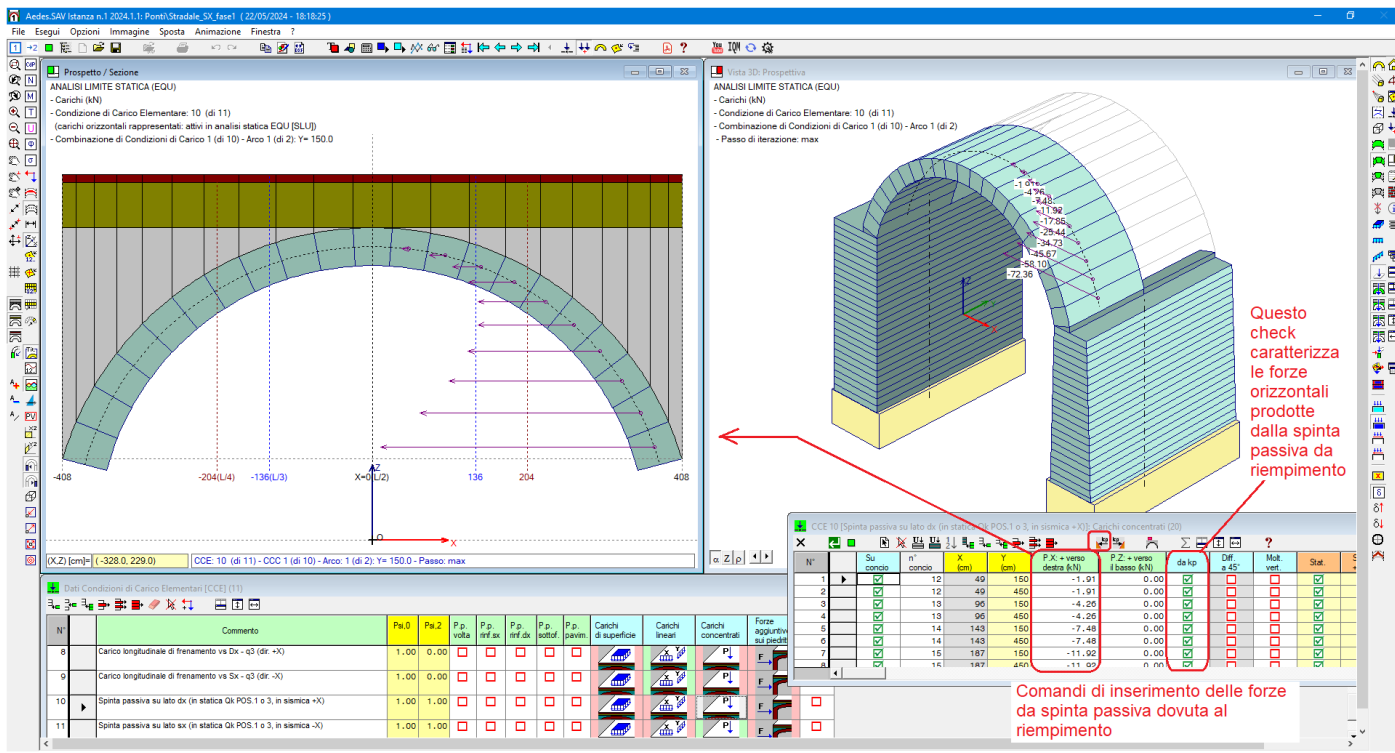 Aedes.SAV Istanza n.1 2024.1.1: Ponti\Stradale_SX_fase1 ( 22/05/2024 - 18:18:25 )
File Esegui Opzioni Immagine Sposta Animazione Finestra ?
Prospetto / Sezione
ANALISI LIMITE STATICA (EQU)
- Carichi (kN)
- Condizione di Carico Elementare: 10 (di 11)
(carichi orizzontali rappresentati: attivi in analisi statica EQU [SLU])
- Combinazione di Condizioni di Carico 1 (di 10) - Arco 1 (di 2): Y= 150.0
-408 -204(L/4) -136(L/3) X=0(L/2) 136 204 408
Z
X
(X,Z) [cm]= (-328.0, 229.0) CCE: 10 (di 11) - CCC 1 (di 10) - Arco: 1 (di 2): Y= 150.0 - Passo: max
Vista 3D: Prospettiva
ANALISI LIMITE STATICA (EQU)
- Carichi (kN)
- Condizione di Carico Elementare: 10 (di 11)
- Combinazione di Condizioni di Carico 1 (di 10) - Arco 1 (di 2)
- Passo di iterazione: max
-4.26
-7.48
-11.92
-17.85
-25.44
-34.73
-45.67
-58.10
-72.36
α Z ρ
Questo
check
caratterizza
le forze
orizzontali
prodotte
dalla spinta
passiva da
riempimento
CCE 10 [Spinta passiva su lato dx (in statica Qk POS.1 o 3, in sismica +X)]: Carichi concentrati (20)
N° Su concio n° concio X (cm) Y (cm) P.X: + verso destra (kN) P.Z: + verso il basso (kN) da kp Diff. a 45° Molt. vert. Stat.
1 12 49 150 -1.91 0.00
2 12 49 450 -1.91 0.00
3 13 96 150 -4.26 0.00
4 13 96 450 -4.26 0.00
5 14 143 150 -7.48 0.00
6 14 143 450 -7.48 0.00
7 15 187 150 -11.92 0.00
8 15 187 450 -11.92 0.00
Comandi di inserimento delle forze
da spinta passiva dovuta al
riempimento
Dati Condizioni di Carico Elementari [CCE] (11)
N° Commento Psi,0 Psi,2 P.p. volta P.p. rinf.sx P.p. rinf.dx P.p. sottof. P.p. pavim. Carichi di superficie Carichi lineari Carichi concentrati Forze aggiuntive sui piedritti
8 Carico longitudinale di frenamento vs Dx - q3 (dir. +X) 1.00 0.00
9 Carico longitudinale di frenamento vs Sx - q3 (dir. -X) 1.00 0.00
10 Spinta passiva su lato dx (in statica Qk POS.1 o 3, in sismica +X) 1.00 1.00
11 Spinta passiva su lato sx (in statica Qk POS.1 o 3, in sismica -X) 1.00 1.00